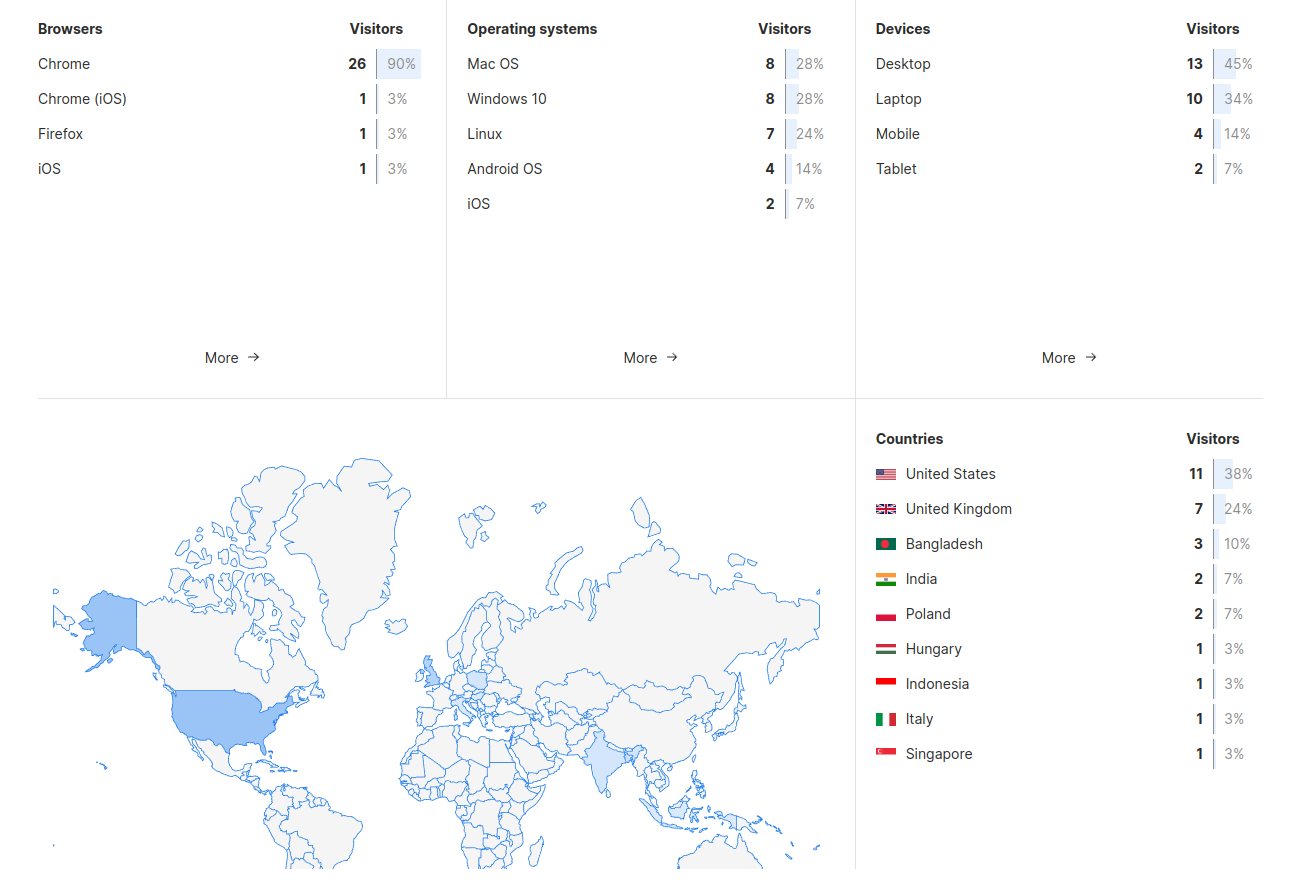 Browsers Visitors
Chrome 26 90%
Chrome (iOS) 1 3%
Firefox 1 3%
iOS 1 3%
More →
Operating systems Visitors
Mac OS 8 28%
Windows 10 8 28%
Linux 7 24%
Android OS 4 14%
iOS 2 7%
More →
Devices Visitors
Desktop 13 45%
Laptop 10 34%
Mobile 4 14%
Tablet 2 7%
More →
Countries Visitors
United States 11 38%
United Kingdom 7 24%
Bangladesh 3 10%
India 2 7%
Poland 2 7%
Hungary 1 3%
Indonesia 1 3%
Italy 1 3%
Singapore 1 3%